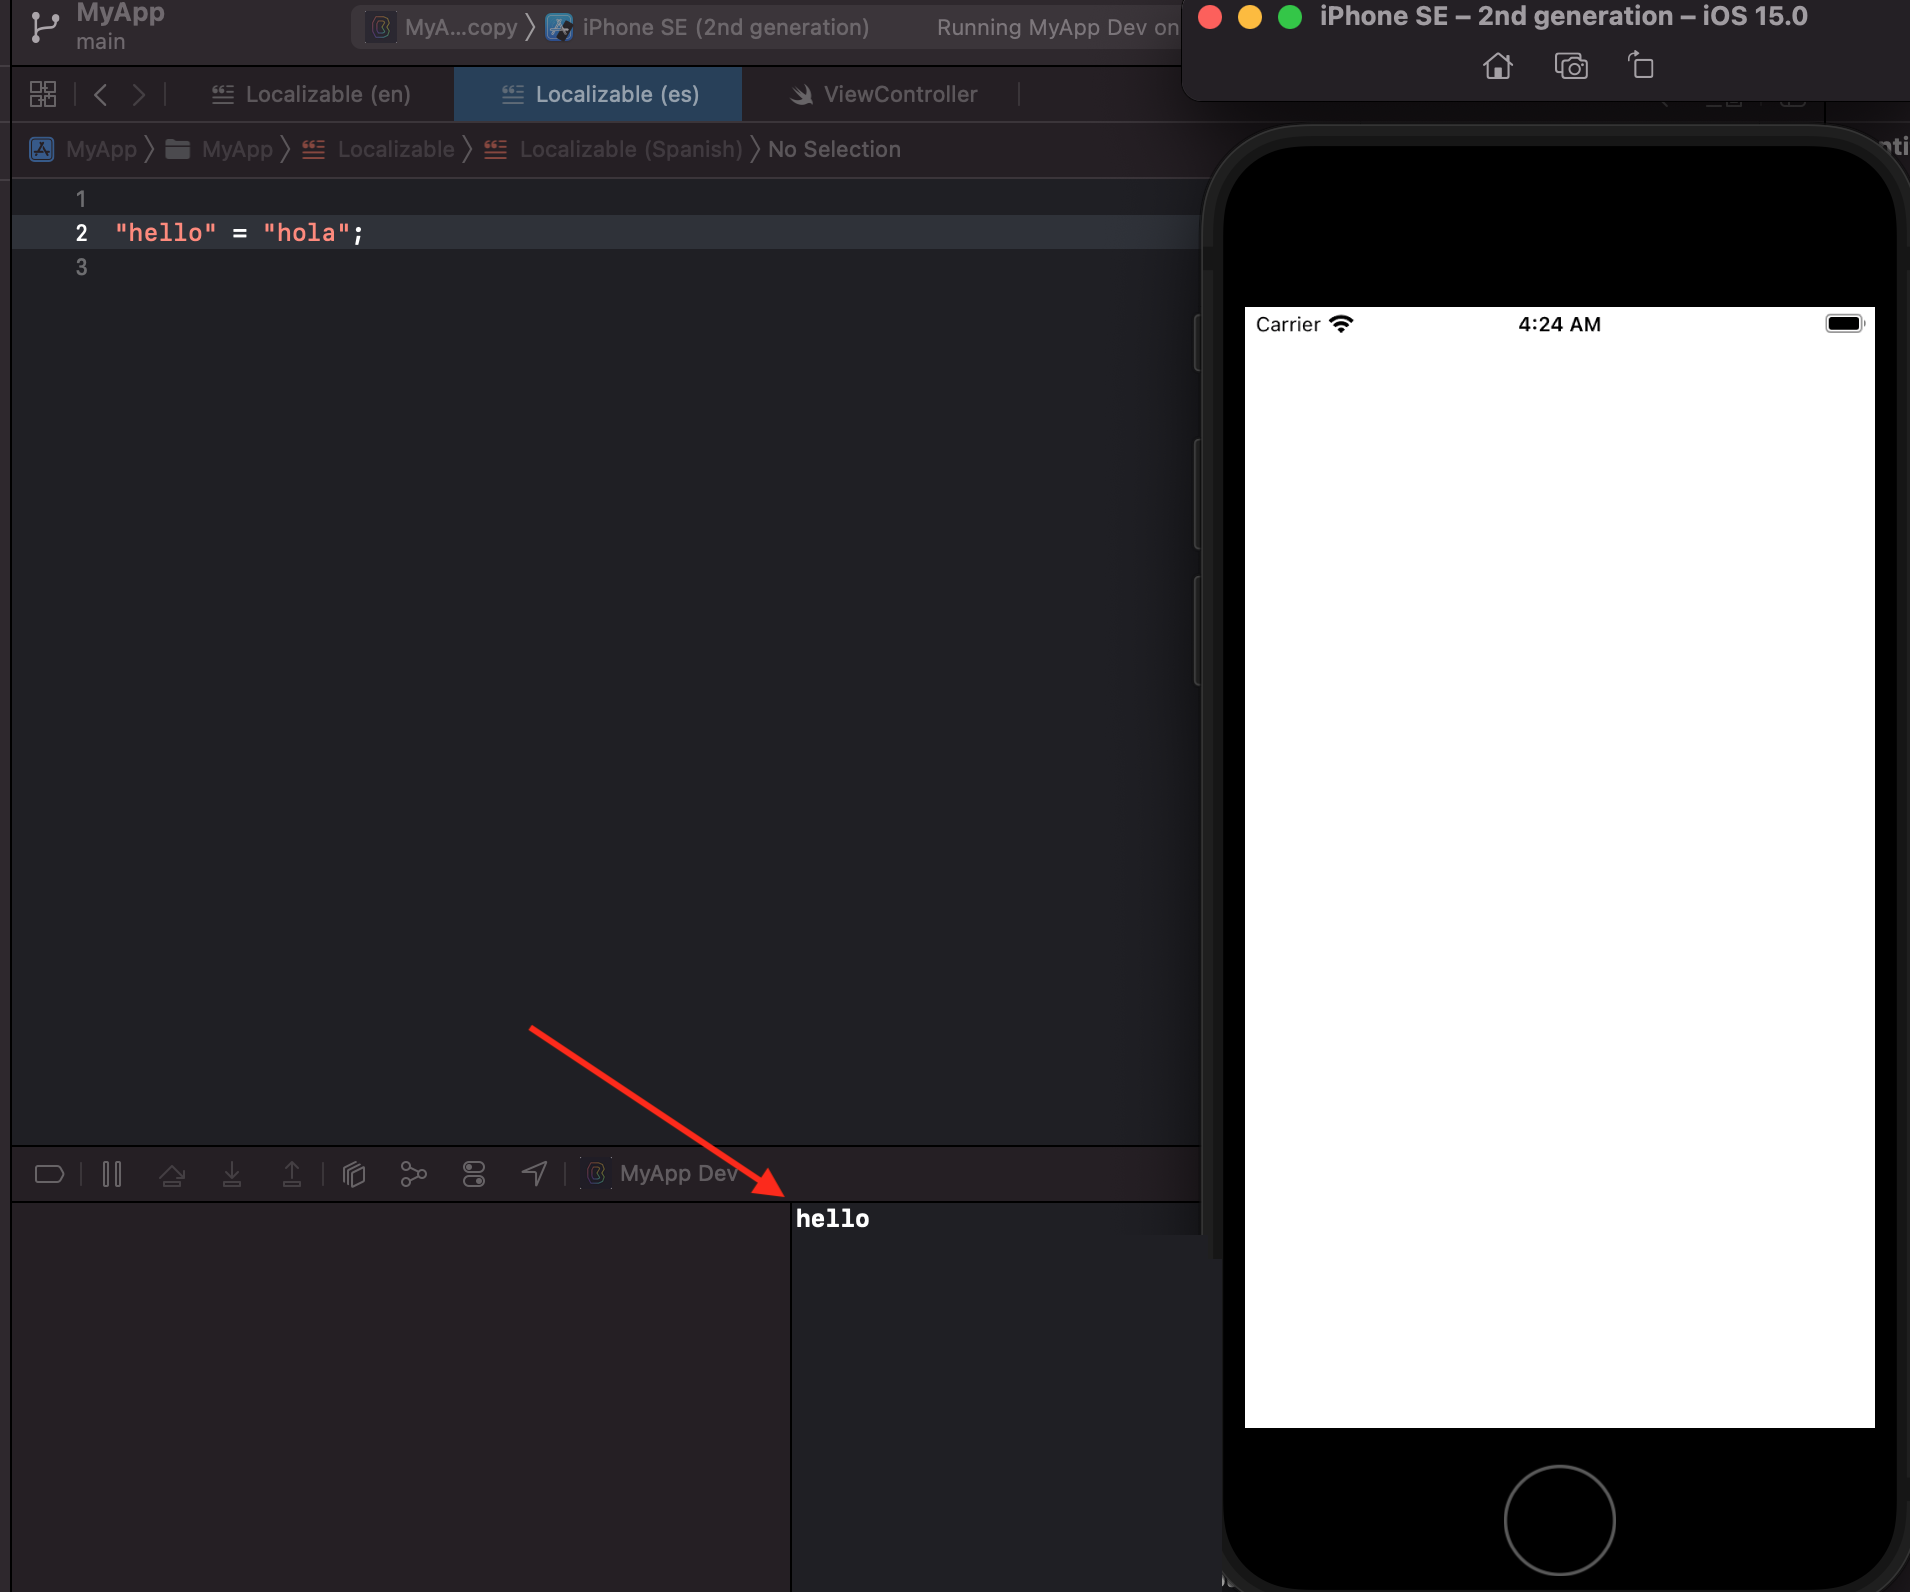 MyApp
main
MyA...copy
iPhone SE (2nd generation)
Running MyApp Dev on
iPhone SE – 2nd generation – iOS 15.0
Localizable (en)
Localizable (es)
ViewController
MyApp
MyApp
Localizable
Localizable (Spanish)
No Selection
1
2 "hello" = "hola";
3
Carrier
4:24 AM
MyApp Dev
hello